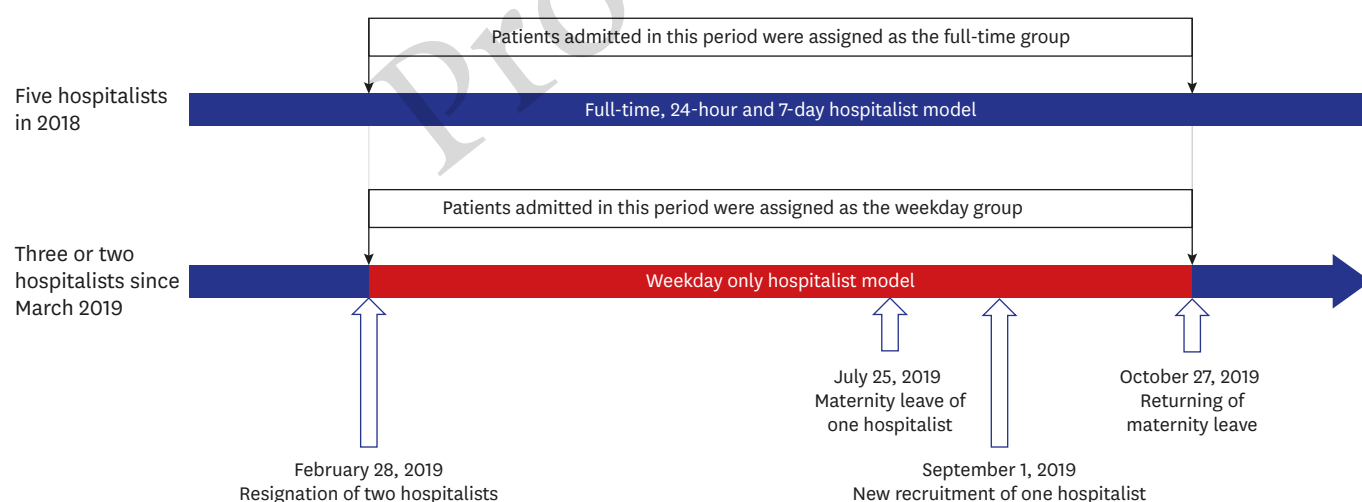 Patients admitted in this period were assigned as the full-time group
Five hospitalists
in 2018
Full-time, 24-hour and 7-day hospitalist model
Patients admitted in this period were assigned as the weekday group
Three or two
hospitalists since
March 2019
Weekday only hospitalist model
July 25, 2019
Maternity leave of
one hospitalist
October 27, 2019
Returning of
maternity leave
February 28, 2019
Resignation of two hospitalists
September 1, 2019
New recruitment of one hospitalist
Pro